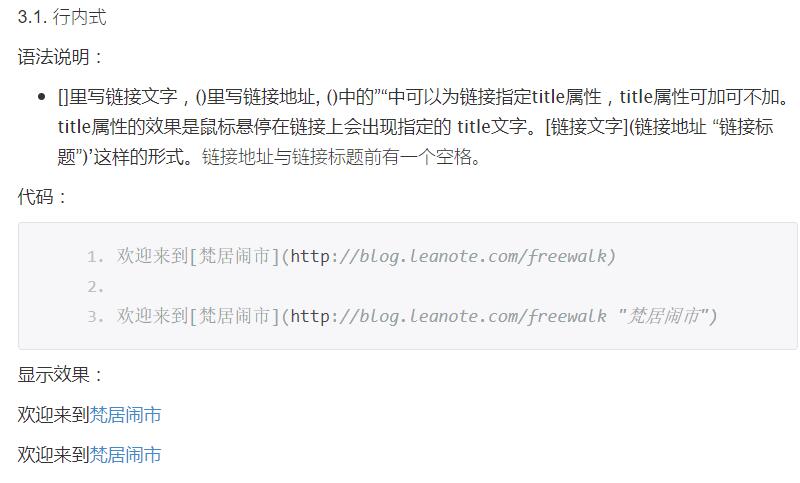 3.1. 行内式
语法说明：
• []里写链接文字，()里写链接地址, ()中的”“中可以为链接指定title属性，title属性可加可不加。
title属性的效果是鼠标悬停在链接上会出现指定的 title文字。[链接文字](链接地址 “链接标
题”)’这样的形式。链接地址与链接标题前有一个空格。
代码：
1. 欢迎来到[梵居闹市](http://blog.leanote.com/freewalk)
2.
3. 欢迎来到[梵居闹市](http://blog.leanote.com/freewalk "梵居闹市")
显示效果：
欢迎来到梵居闹市
欢迎来到梵居闹市